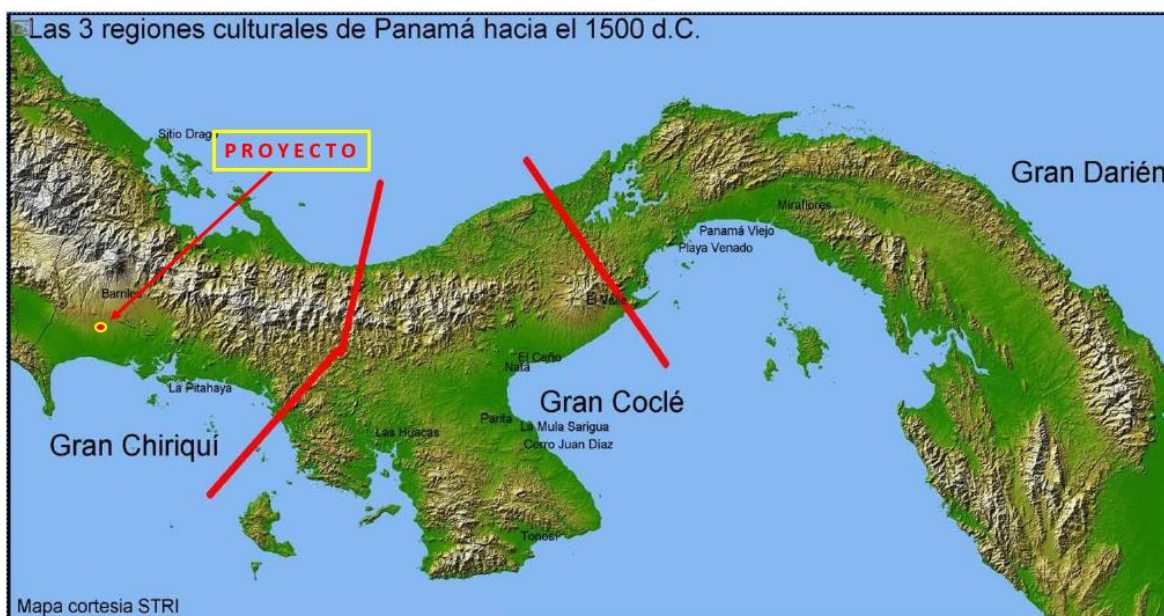 Las 3 regiones culturales de Panamá hacia el 1500 d.C.
Sitio Drago
PROYECTO
Gran Darién
Miraflores
Panamá Viejo
Playa Venado
Barriles
El Valle
El Caño
Natá
La Pitahaya
Gran Coclé
Parita
La Mula Sarigua
Las Huacas
Cerro Juan Díaz
Gran Chiriquí
Tonosí
Mapa cortesia STRI